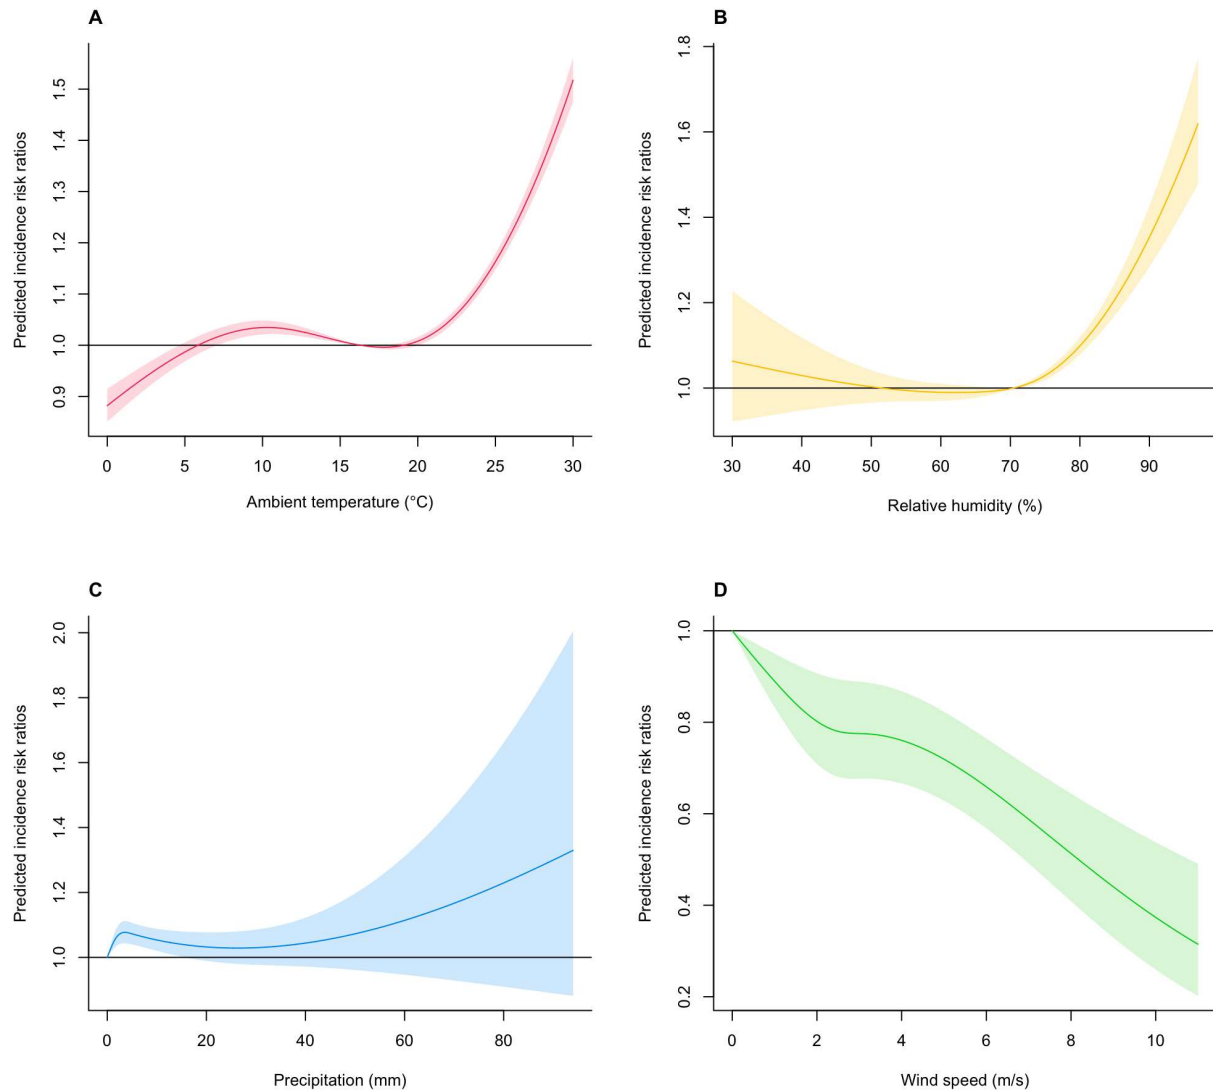 A
Predicted incidence risk ratios
1.5
1.4
1.3
1.2
1.1
1.0
0.9
0 5 10 15 20 25 30
Ambient temperature (°C)
B
Predicted incidence risk ratios
1.8
1.6
1.4
1.2
1.0
30 40 50 60 70 80 90
Relative humidity (%)
C
Predicted incidence risk ratios
2.0
1.8
1.6
1.4
1.2
1.0
0 20 40 60 80
Precipitation (mm)
D
Predicted incidence risk ratios
1.0
0.8
0.6
0.4
0.2
0 2 4 6 8 10
Wind speed (m/s)